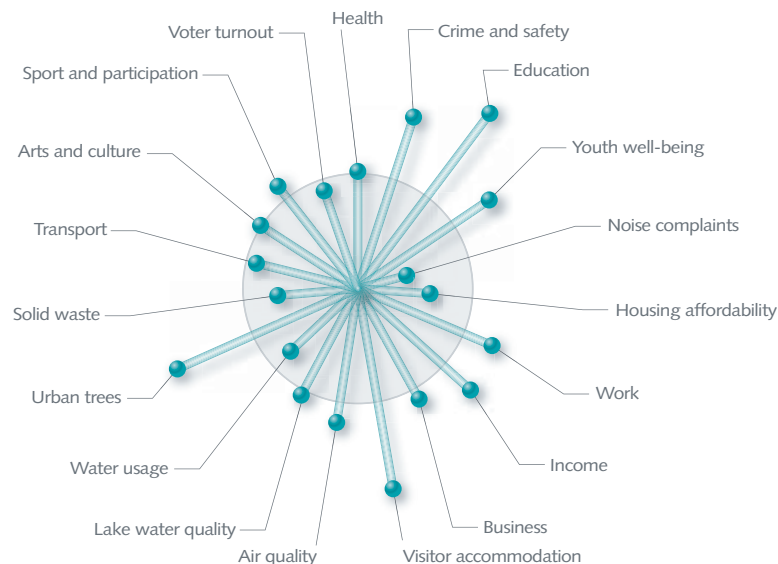 Health
Voter turnout
Crime and safety
Sport and participation
Education
Arts and culture
Youth well-being
Transport
Noise complaints
Solid waste
Housing affordability
Urban trees
Work
Water usage
Income
Lake water quality
Business
Air quality
Visitor accommodation